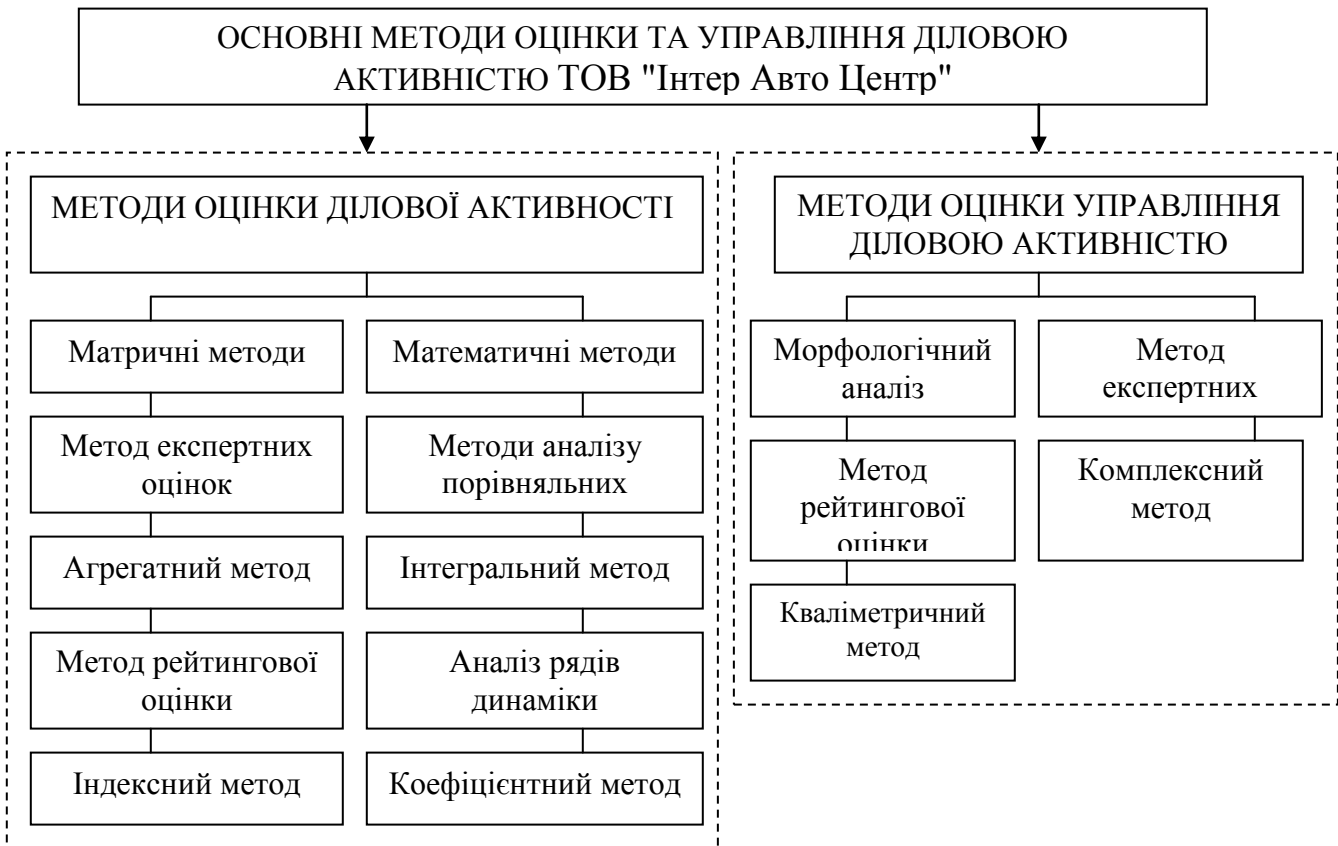 ОСНОВНІ МЕТОДИ ОЦІНКИ ТА УПРАВЛІННЯ ДІЛОВОЮ
АКТИВНІСТЮ ТОВ "Інтер Авто Центр"
МЕТОДИ ОЦІНКИ ДІЛОВОЇ АКТИВНОСТІ
Матричні методи
Математичні методи
Метод експертних
оцінок
Методи аналізу
порівняльних
Агрегатний метод
Інтегральний метод
Метод рейтингової
оцінки
Аналіз рядів
динаміки
Індексний метод
Коефіцієнтний метод
МЕТОДИ ОЦІНКИ УПРАВЛІННЯ
ДІЛОВОЮ АКТИВНІСТЮ
Морфологічний
аналіз
Метод
експертних
Метод
рейтингової
оцінки
Комплексний
метод
Кваліметричний
метод